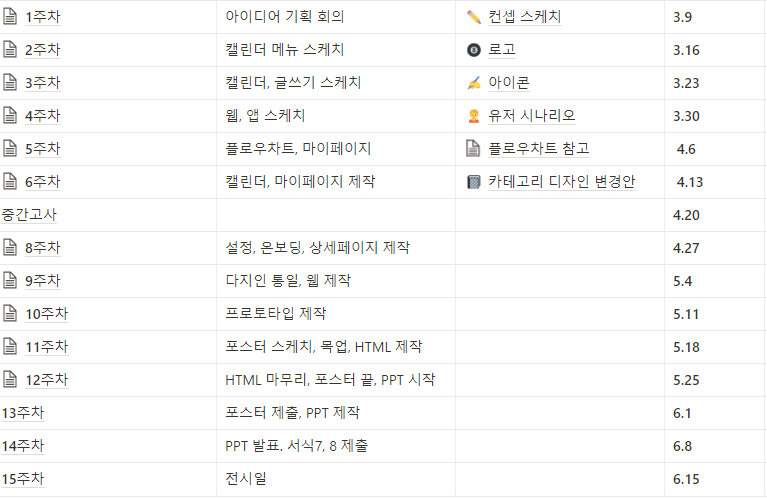 1주차 아이디어 기획 회의 컨셉 스케치 3.9
2주차 캘린더 메뉴 스케치 로고 3.16
3주차 캘린더, 글쓰기 스케치 아이콘 3.23
4주차 웹, 앱 스케치 유저 시나리오 3.30
5주차 플로우차트, 마이페이지 플로우차트 참고 4.6
6주차 캘린더, 마이페이지 제작 카테고리 디자인 변경안 4.13
중간고사 4.20
8주차 설정, 온보딩, 상세페이지 제작 4.27
9주차 다지인 통일, 웹 제작 5.4
10주차 프로토타입 제작 5.11
11주차 포스터 스케치, 목업, HTML 제작 5.18
12주차 HTML 마무리, 포스터 끝, PPT 시작 5.25
13주차 포스터 제출, PPT 제작 6.1
14주차 PPT 발표. 서식7, 8 제출 6.8
15주차 전시일 6.15